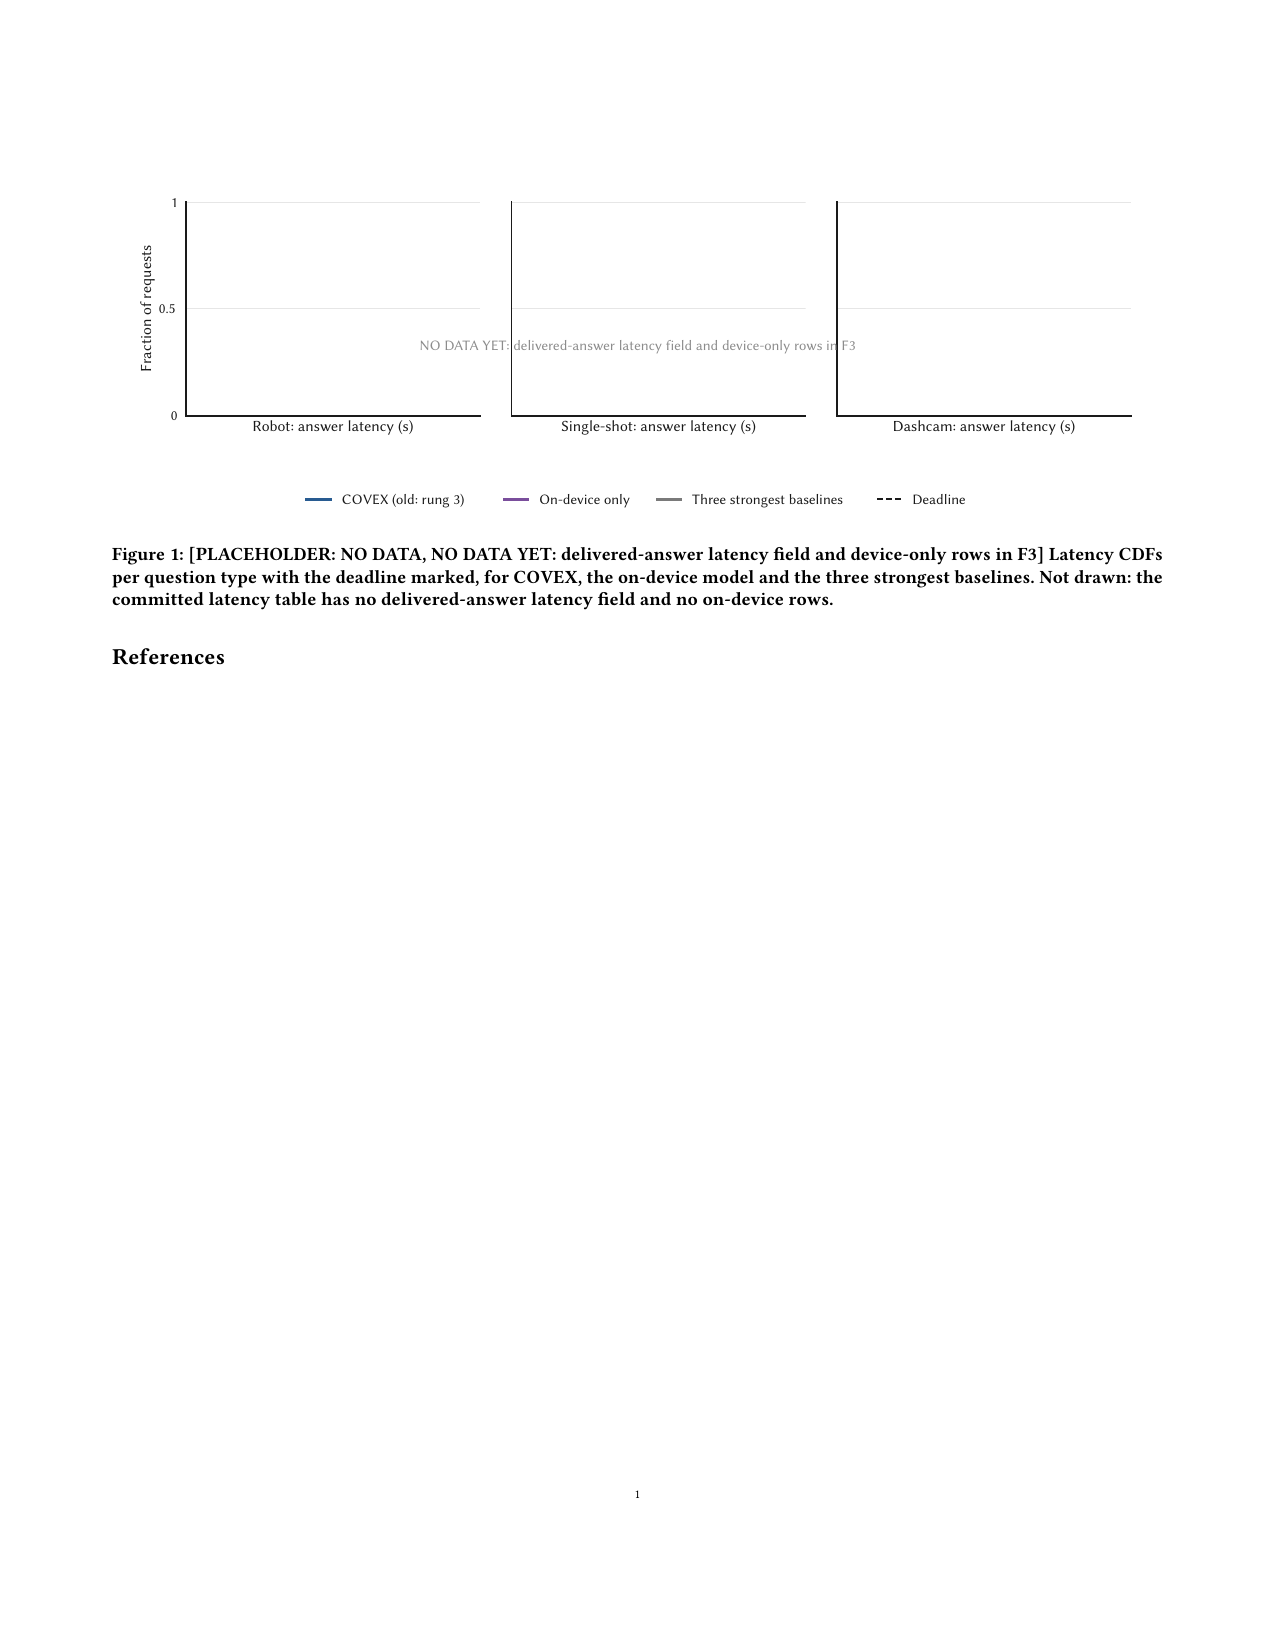 1
0.5
0
Fraction of requests
NO DATA YET: delivered-answer latency field and device-only rows in F3
Robot: answer latency (s)
Single-shot: answer latency (s)
Dashcam: answer latency (s)
COVEX (old: rung 3)
On-device only
Three strongest baselines
Deadline
Figure 1: [PLACEHOLDER: NO DATA, NO DATA YET: delivered-answer latency field and device-only rows in F3] Latency CDFs
per question type with the deadline marked, for COVEX, the on-device model and the three strongest baselines. Not drawn: the
committed latency table has no delivered-answer latency field and no on-device rows.
References
1